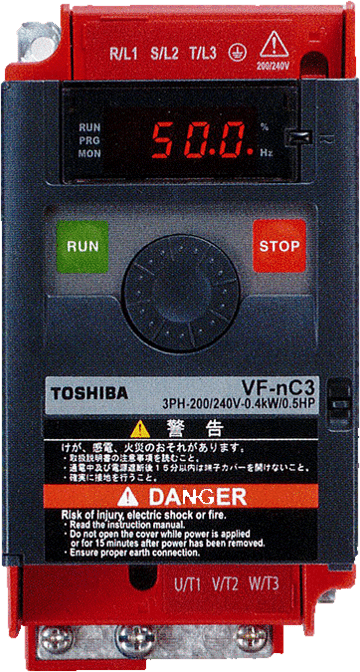 R/L1 S/L2 T/L3
200/240V
RUN
PRG
MON
50.0.
%
Hz
RUN
STOP
TOSHIBA
VF-nC3
3PH-200/240V-0.4kW/0.5HP
警告
けが、感電、火災のおそれがあります。
・取扱説明書の注意事項を読むこと。
・通電中及び電源遮断後15分以内は端子カバーを開けないこと。
・確実に接地を行うこと。
DANGER
Risk of injury, electric shock or fire.
・Read the instruction manual.
・Do not open the cover while power is applied
or for 15 minutes after power has been removed.
・Ensure proper earth connection.
U/T1 V/T2 W/T3